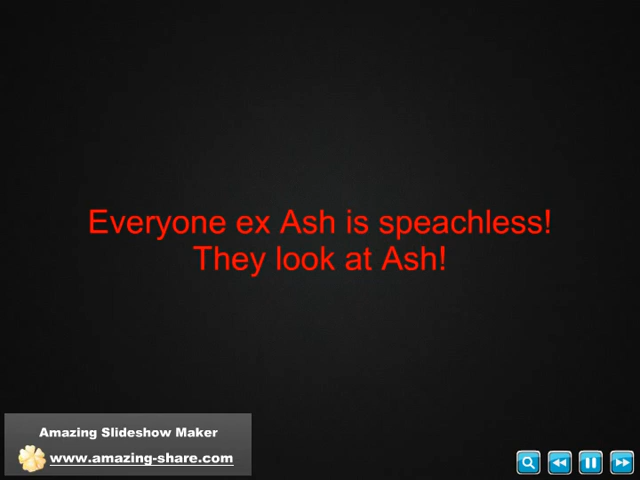 Everyone ex Ash is speachless!
They look at Ash!
Amazing Slideshow Maker
www.amazing-share.com